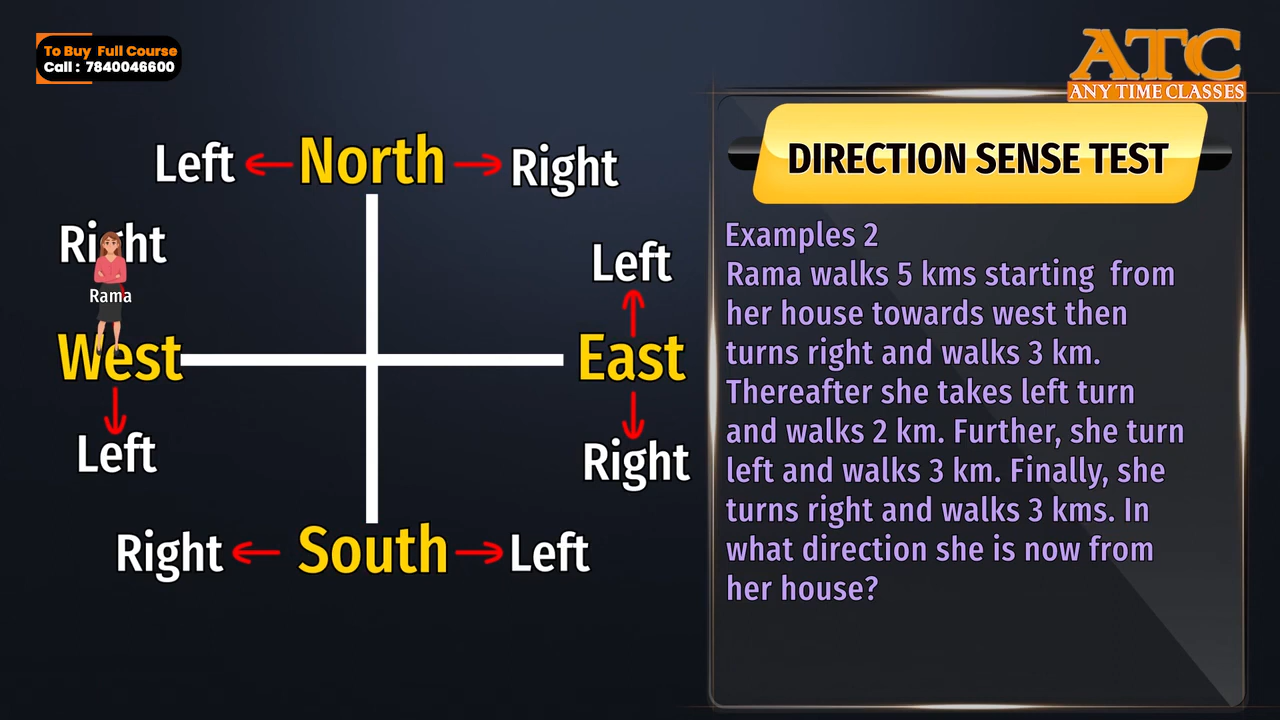 To Buy Full Course
Call : 7840046600
ATC
ANY TIME CLASSES
Left North Right
Right
Rama
West
Left
Left
East
Right
Right South Left
DIRECTION SENSE TEST
Examples 2
Rama walks 5 kms starting from
her house towards west then
turns right and walks 3 km.
Thereafter she takes left turn
and walks 2 km. Further, she turn
left and walks 3 km. Finally, she
turns right and walks 3 kms. In
what direction she is now from
her house?